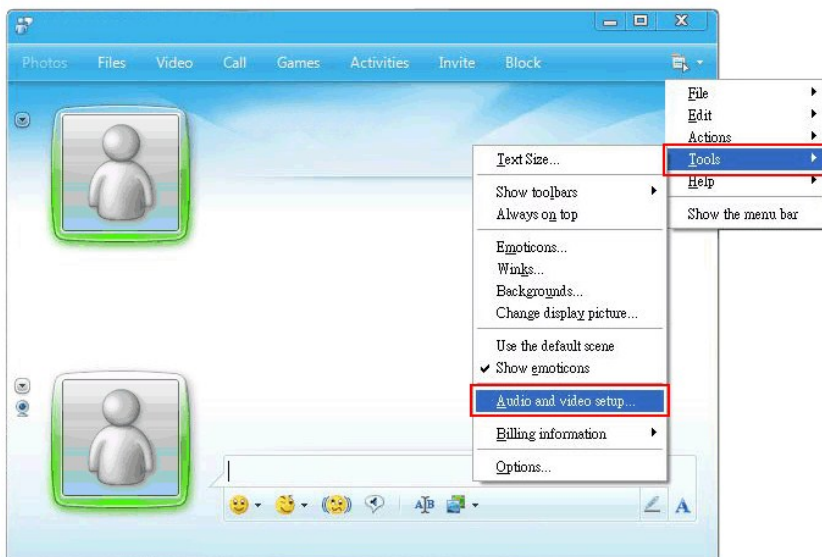 Photos Files Video Call Games Activities Invite Block
File
Edit
Actions
Tools
Help
Show the menu bar
Text Size...
Show toolbars
Always on top
Emoticons...
Winks...
Backgrounds...
Change display picture...
Use the default scene
Show emoticons
Audio and video setup...
Billing information
Options...
A B
A